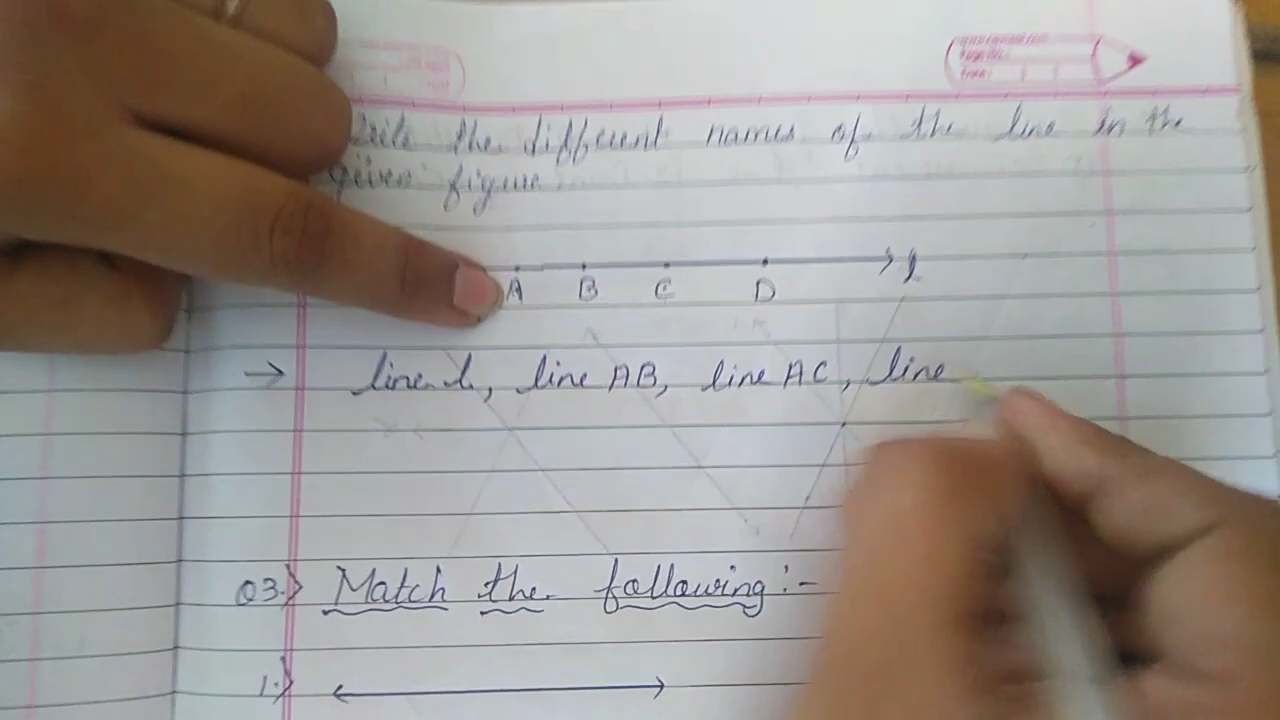 the different names of the line in the
given figure
A B C D l
→ line l, line AB, line AC, line
Q3.) Match the following :-
1.)